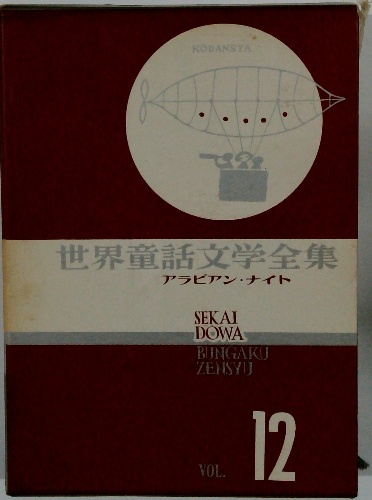 KODANSYA
世界童話文学全集
アラビアン・ナイト
SEKAI
DOWA
BUNGAKU
ZENSYU
VOL. 12